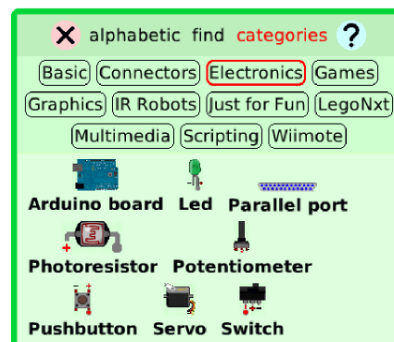 alphabetic find categories ?
Basic Connectors Electronics Games
Graphics IR Robots Just for Fun LegoNxt
Multimedia Scripting Wiimote
Arduino board Led Parallel port
Photoresistor Potentiometer
Pushbutton Servo Switch